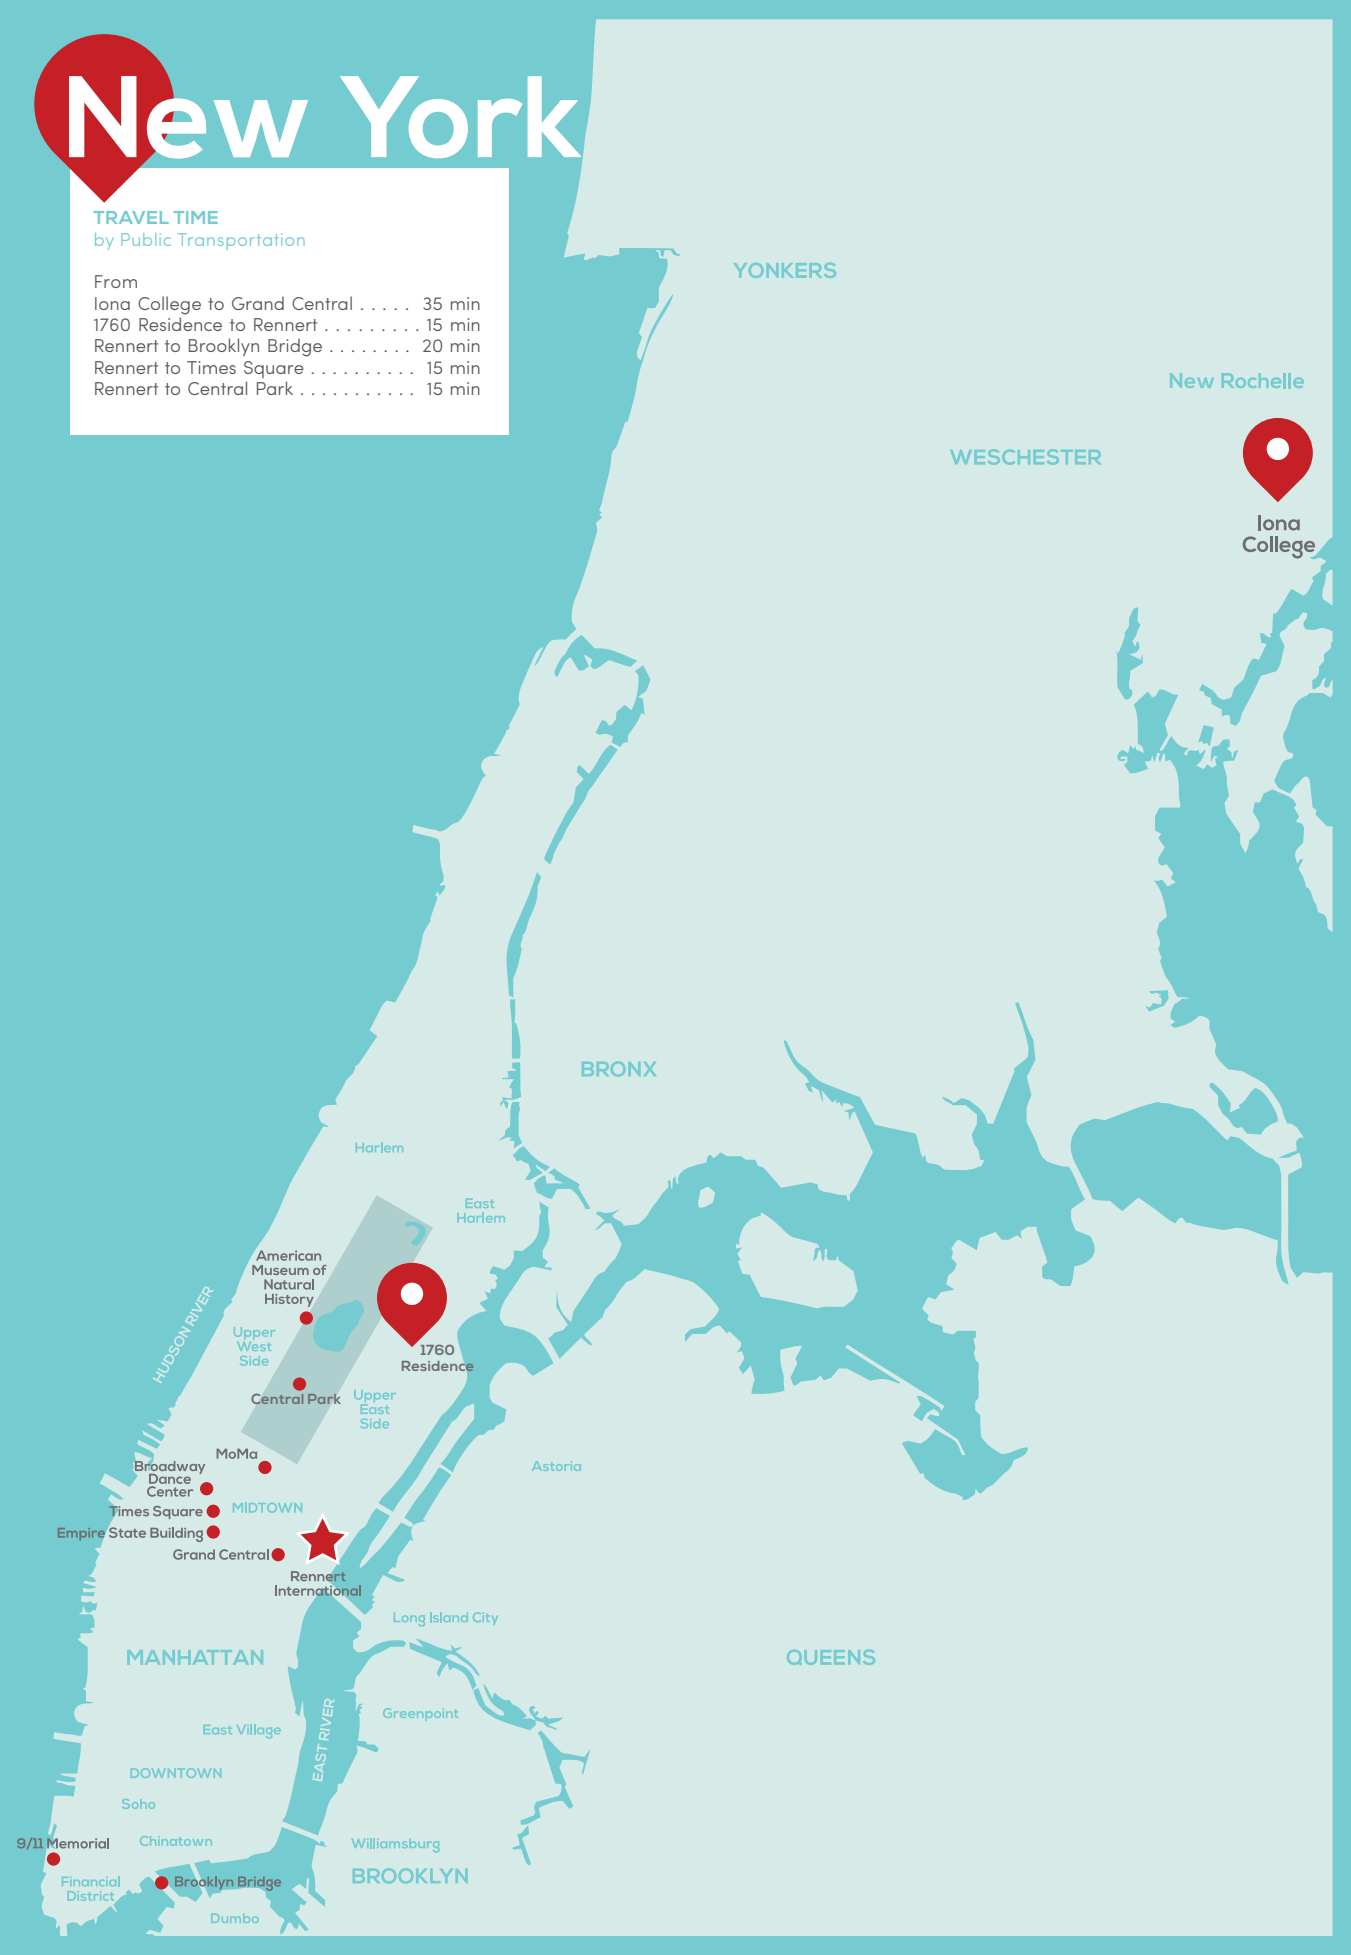 New York
TRAVEL TIME
by Public Transportation
From
Iona College to Grand Central . . . . . 35 min
1760 Residence to Rennert . . . . . . . . . 15 min
Rennert to Brooklyn Bridge . . . . . . . . 20 min
Rennert to Times Square . . . . . . . . . . 15 min
Rennert to Central Park . . . . . . . . . . . 15 min
YONKERS
New Rochelle
WESCHESTER
Iona
College
BRONX
Harlem
East
Harlem
American
Museum of
Natural
History
HUDSON RIVER
Upper
West
Side
1760
Residence
Central Park
Upper
East
Side
MoMa
Broadway
Dance
Center
Astoria
Times Square
MIDTOWN
Empire State Building
Grand Central
Rennert
International
Long Island City
MANHATTAN
QUEENS
Greenpoint
East Village
EAST RIVER
DOWNTOWN
Soho
9/11 Memorial
Chinatown
Williamsburg
BROOKLYN
Financial
District
Brooklyn Bridge
Dumbo